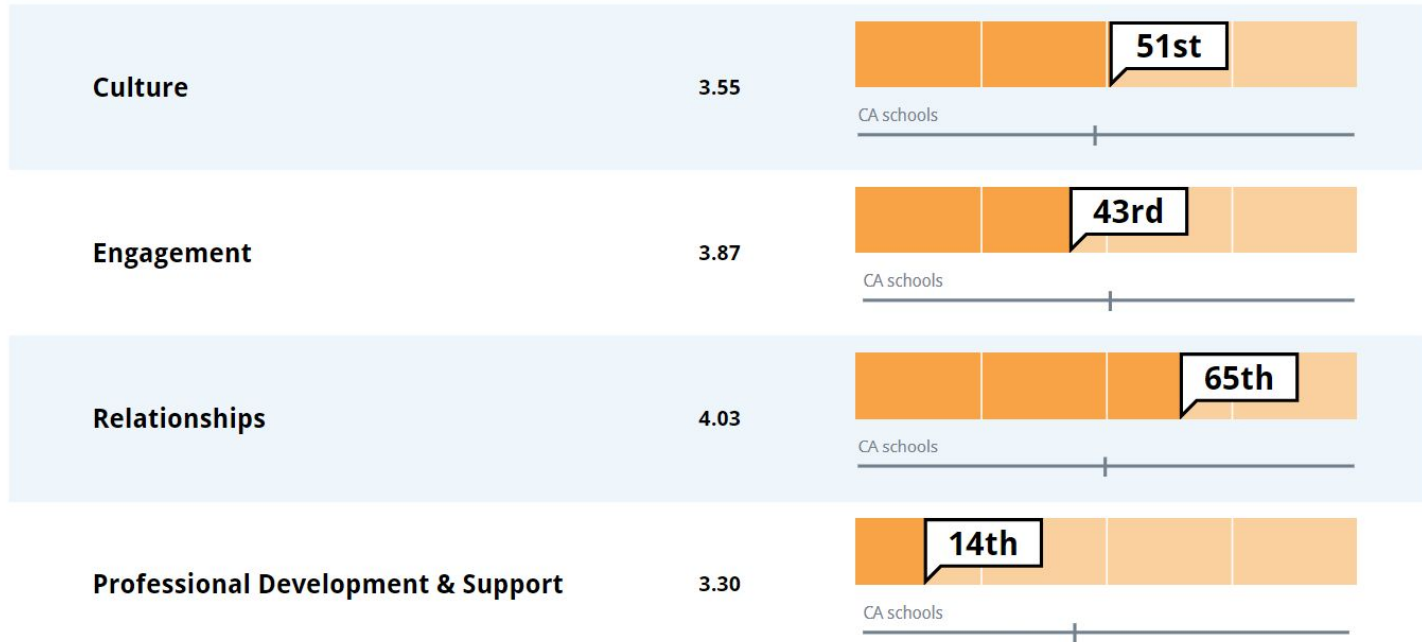 Culture 3.55 51st
CA schools
Engagement 3.87 43rd
CA schools
Relationships 4.03 65th
CA schools
Professional Development & Support 3.30 14th
CA schools